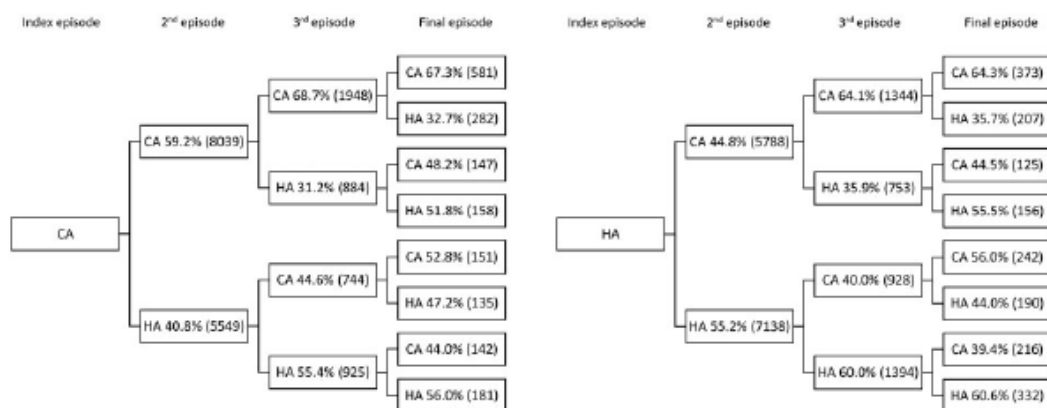 Index episode 2nd episode 3rd episode Final episode
CA
CA 59.2% (8039)
HA 40.8% (5549)
CA 68.7% (1948)
HA 31.2% (884)
CA 44.6% (744)
HA 55.4% (925)
CA 67.3% (581)
HA 32.7% (282)
CA 48.2% (147)
HA 51.8% (158)
CA 52.8% (151)
HA 47.2% (135)
CA 44.0% (142)
HA 56.0% (181)
Index episode 2nd episode 3rd episode Final episode
HA
CA 44.8% (5788)
HA 55.2% (7138)
CA 64.1% (1344)
HA 35.9% (753)
CA 40.0% (928)
HA 60.0% (1394)
CA 64.3% (373)
HA 35.7% (207)
CA 44.5% (125)
HA 55.5% (156)
CA 56.0% (242)
HA 44.0% (190)
CA 39.4% (216)
HA 60.6% (332)